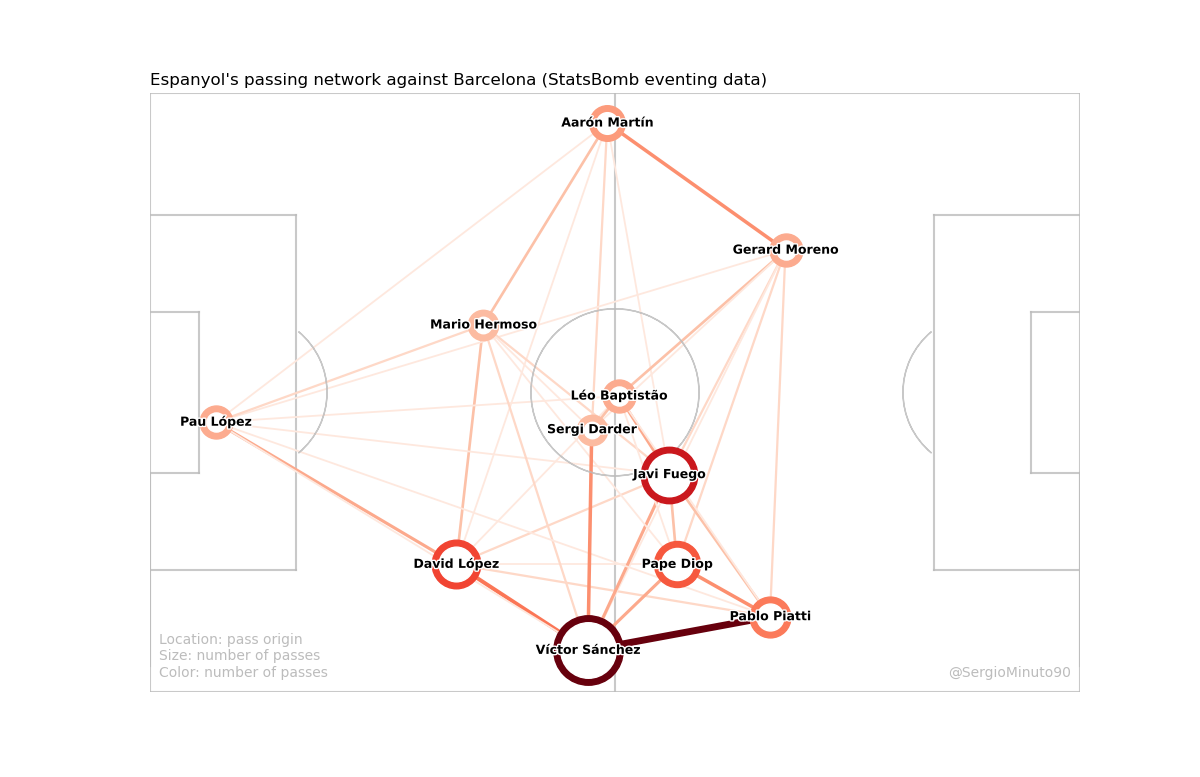 Espanyol's passing network against Barcelona (StatsBomb eventing data)
Aarón Martín
Gerard Moreno
Mario Hermoso
Léo Baptistão
Pau López
Sergi Darder
Javi Fuego
David López
Pape Diop
Pablo Piatti
Víctor Sánchez
Location: pass origin
Size: number of passes
Color: number of passes
@SergioMinuto90